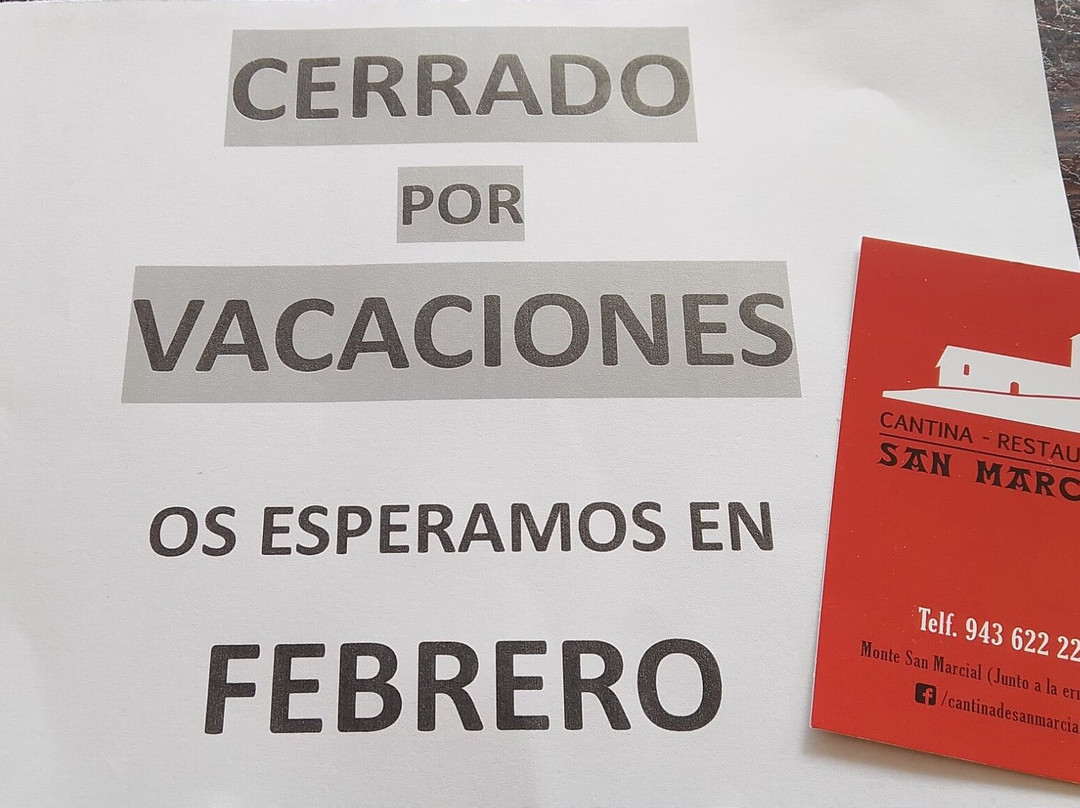 CERRADO
POR
VACACIONES
OS ESPERAMOS EN
FEBRERO
CANTINA - RESTAU
SAN MARC
Telf. 943 622 22
Monte San Marcial (Junto a la er
/cantinadesanmarcia